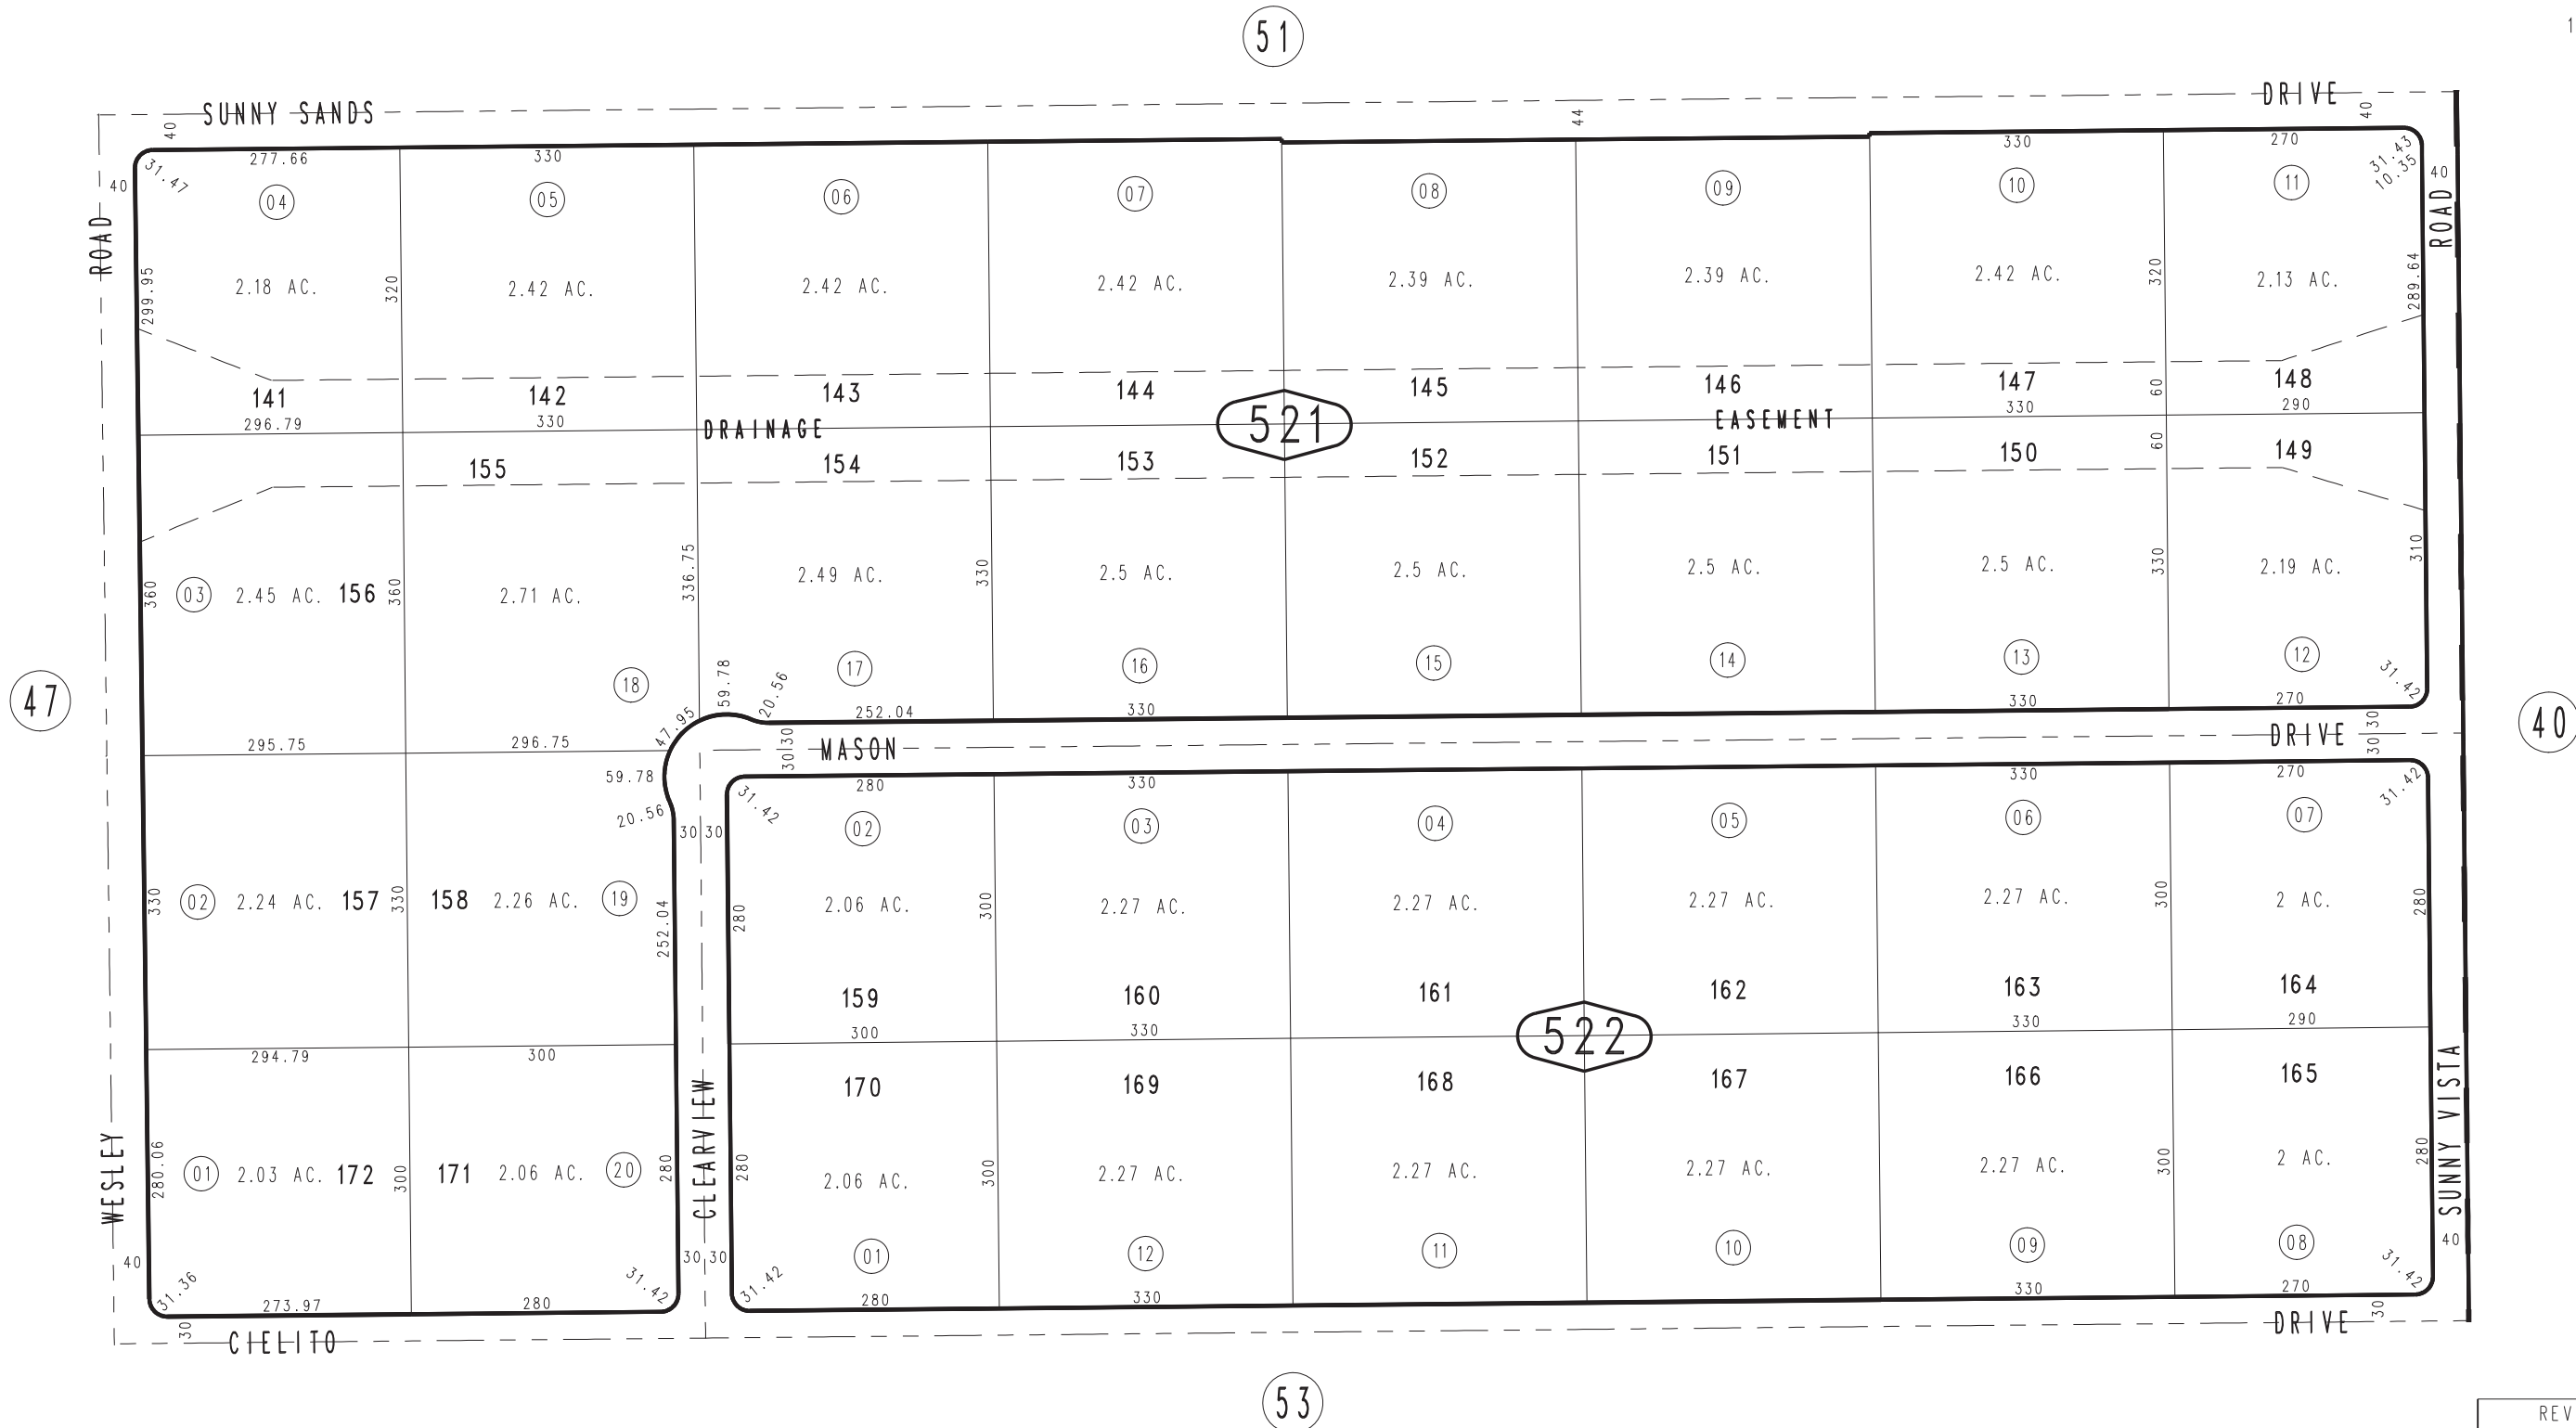 51
1
SUNNY SANDS DRIVE
40 44 40
277.66 330 330 270
31.47 31.43
10.35
40 40
04 05 06 07 08 09 10 11
ROAD ROAD
299.95 320 320 289.64
2.18 AC. 2.42 AC. 2.42 AC. 2.42 AC. 2.39 AC. 2.39 AC. 2.42 AC. 2.13 AC.
141 142 143 144 145 146 147 60 148
296.79 330 330 290
DRAINAGE 521 EASEMENT
155 154 153 152 151 150 60 149
360 03 2.45 AC. 156 360 2.71 AC. 336.75 2.49 AC. 330 2.5 AC. 2.5 AC. 2.5 AC. 2.5 AC. 330 2.19 AC. 310
18 17 16 15 14 13 12
47 40
59.78 20.56 31.42
47.95 252.04 330 330 270
295.75 296.75
30 30 MASON DRIVE 30 30
59.78
20.56
280 330 330 270
31.42 31.42
30 30
02 03 04 05 06 07
330 02 2.24 AC. 157 330 158 2.26 AC. 19 252.04
280 2.06 AC. 300 2.27 AC. 2.27 AC. 2.27 AC. 2.27 AC. 300 2 AC. 280
159 160 161 162 163 164
300 330 522 330 290
294.79 300
170 169 168 167 166 165
WESLEY CLEARVIEW SUNNY VISTA
280.06 01 2.03 AC. 172 300 171 2.06 AC. 20 280
280 2.06 AC. 300 2.27 AC. 2.27 AC. 2.27 AC. 2.27 AC. 300 2 AC. 280
01 12 11 10 09 08
40 30 30 40
31.36 31.42 31.42 31.42
273.97 280 280 330 330 270
30 30
CIELITO DRIVE
53
REV